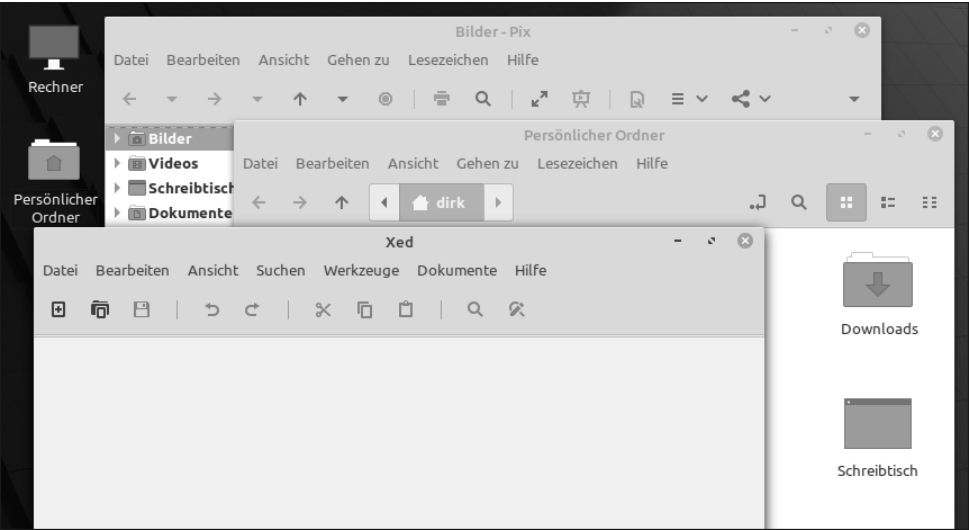 Rechner
Persönlicher
Ordner
Bilder - Pix
Datei Bearbeiten Ansicht Gehen zu Lesezeichen Hilfe
Bilder
Videos
Schreibtisch
Dokumente
Persönlicher Ordner
Datei Bearbeiten Ansicht Gehen zu Lesezeichen Hilfe
dirk
Xed
Datei Bearbeiten Ansicht Suchen Werkzeuge Dokumente Hilfe
Downloads
Schreibtisch